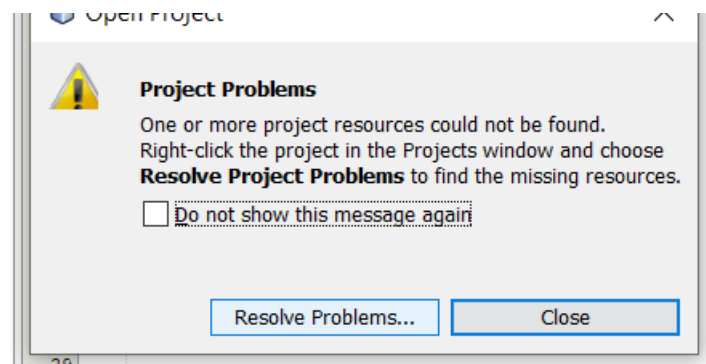 Open Project
Project Problems
One or more project resources could not be found.
Right-click the project in the Projects window and choose
Resolve Project Problems to find the missing resources.
Do not show this message again
Resolve Problems...
Close